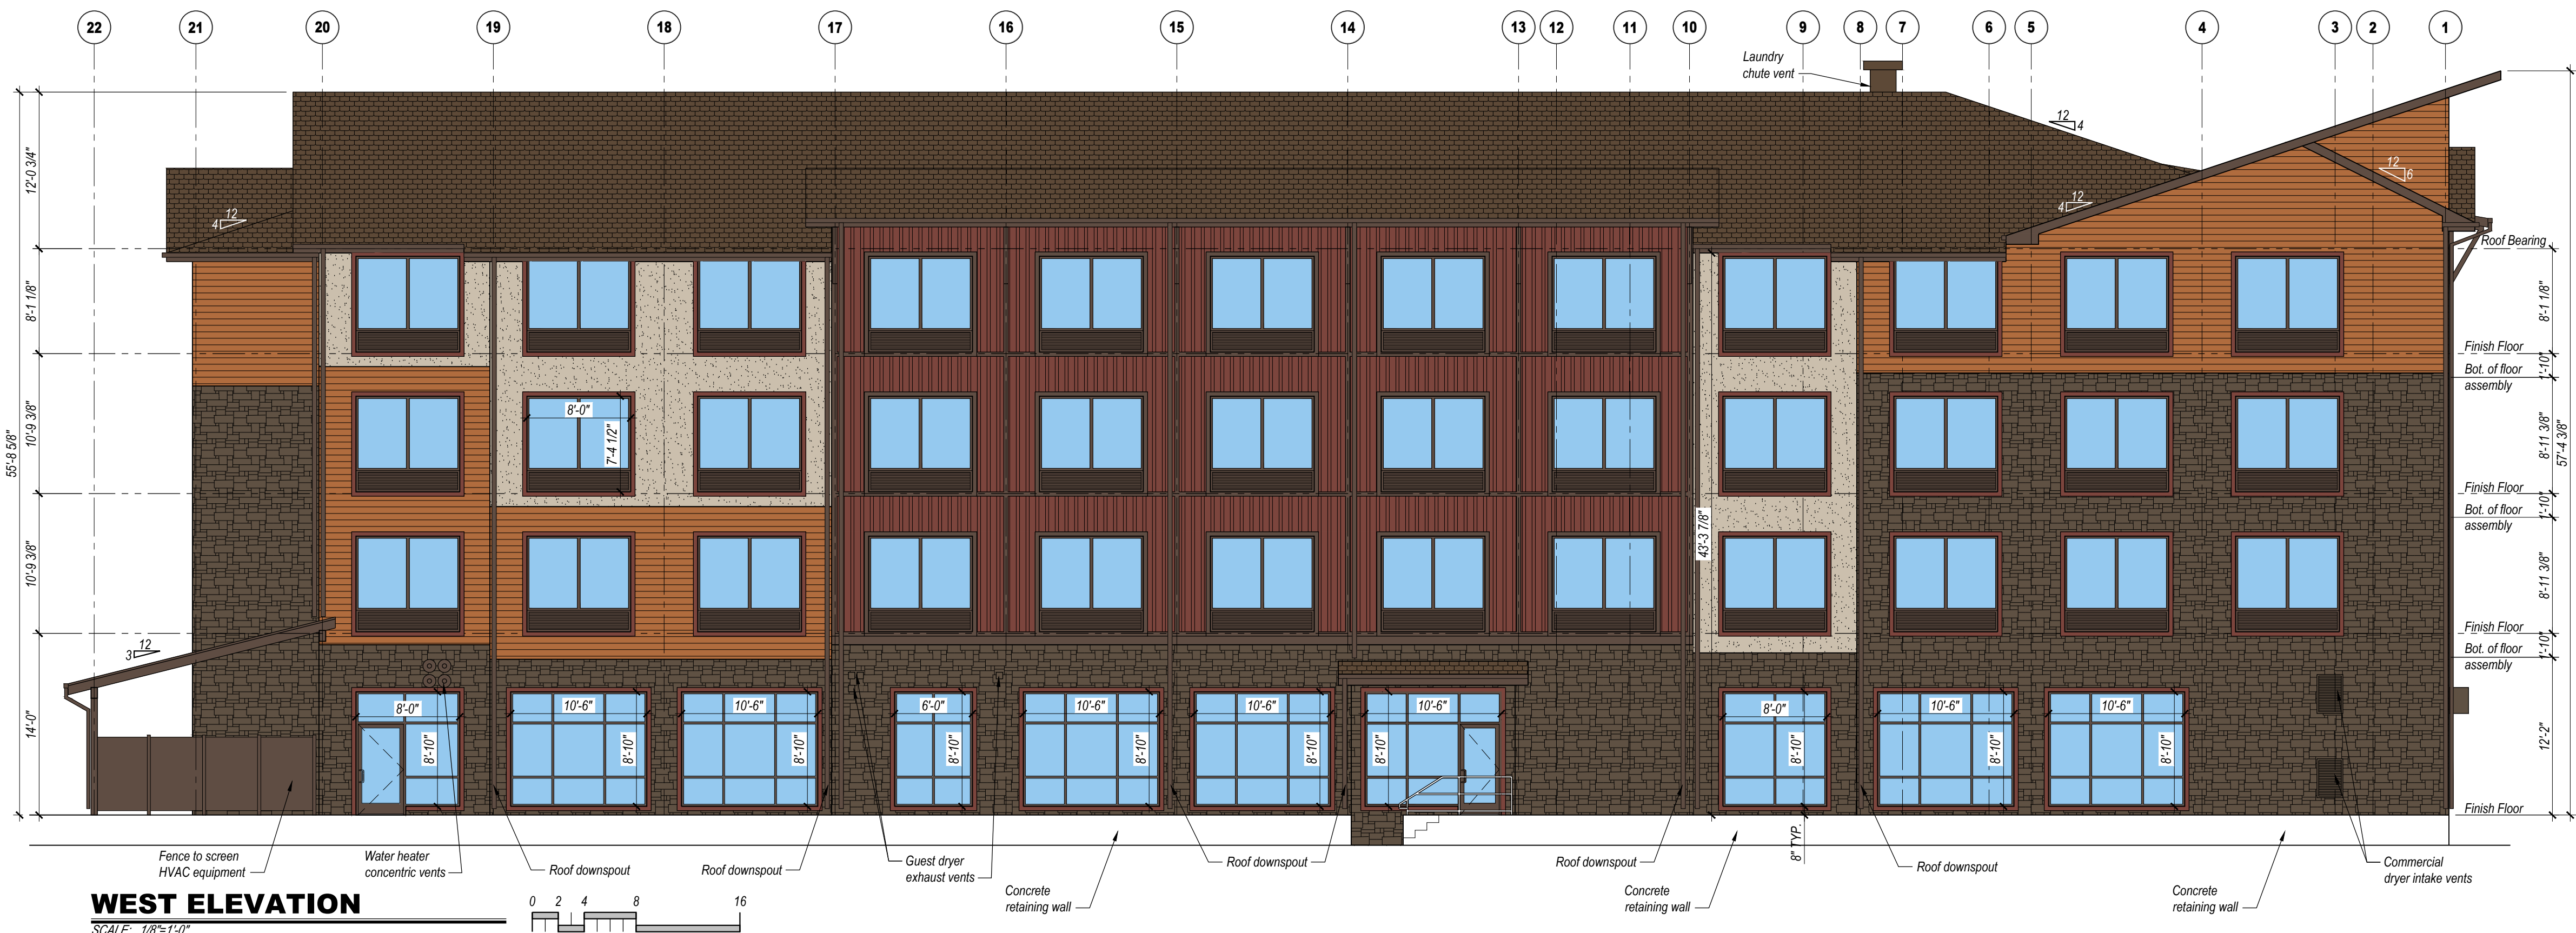 22 21 20 19 18 17 16 15 14 13 12 11 10 9 8 7 6 5 4 3 2 1
Laundry
chute vent
12
4
12
6
12
4
12
4
12
3
Roof Bearing
Finish Floor
Bot. of floor
assembly
Finish Floor
Bot. of floor
assembly
Finish Floor
Bot. of floor
assembly
Finish Floor
55'-8 5/8"
12'-0 3/4"
8'-1 1/8"
10'-9 3/8"
10'-9 3/8"
14'-0"
8'-0"
7'-4 1/2"
43'-3 7/8"
8'-1 1/8"
1'-10"
8'-11 3/8"
1'-10"
8'-11 3/8"
1'-10"
12'-2"
57'-4 3/8"
8'-0" 10'-6" 10'-6" 6'-0" 10'-6" 10'-6" 10'-6" 8'-0" 10'-6" 10'-6"
8'-10" 8'-10" 8'-10" 8'-10" 8'-10" 8'-10" 8'-10" 8'-10" 8'-10" 8'-10"
8" TYP.
Fence to screen
HVAC equipment
Water heater
concentric vents
Roof downspout
Roof downspout
Guest dryer
exhaust vents
Concrete
retaining wall
Roof downspout
Roof downspout
Concrete
retaining wall
Roof downspout
Concrete
retaining wall
Commercial
dryer intake vents
WEST ELEVATION
SCALE: 1/8"=1'-0"
0 2 4 8 16